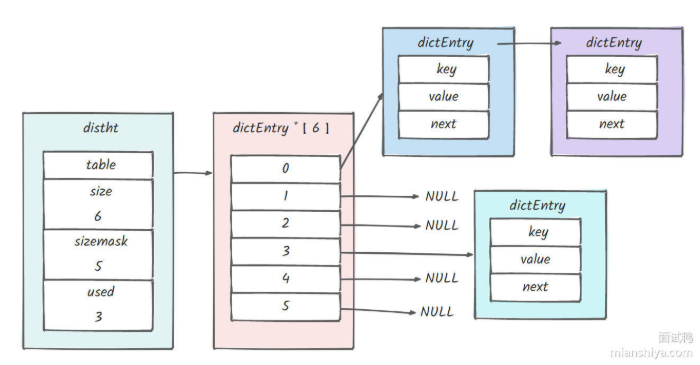 distht
table
size
6
sizemask
5
used
3
dictEntry * [ 6 ]
0
1
2
3
4
5
dictEntry
key
value
next
dictEntry
key
value
next
NULL
NULL
dictEntry
key
value
next
NULL
NULL
面试鸭
mianshiya.com